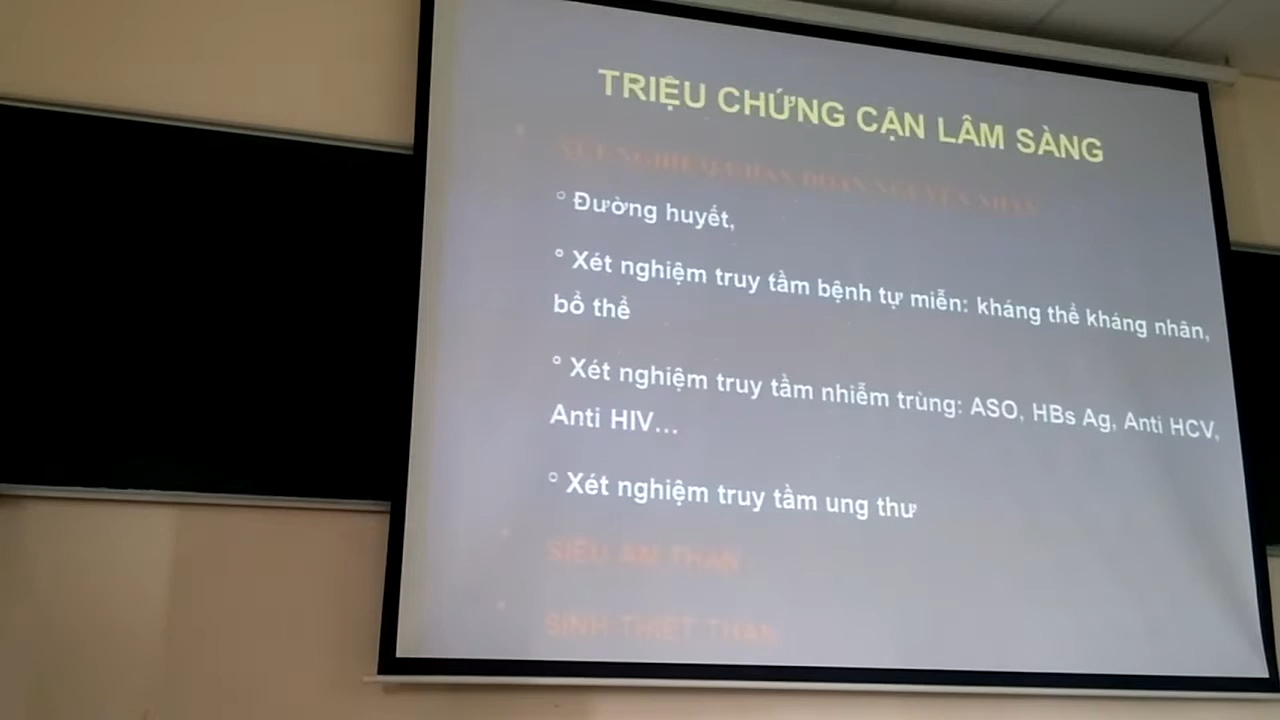 TRIỆU CHỨNG CẬN LÂM SÀNG
XÉT NGHIỆM CHẨN ĐOÁN NGUYÊN NHÂN
° Đường huyết,
° Xét nghiệm truy tầm bệnh tự miễn: kháng thể kháng nhân,
bổ thể
° Xét nghiệm truy tầm nhiễm trùng: ASO, HBs Ag, Anti HCV,
Anti HIV...
° Xét nghiệm truy tầm ung thư
SIÊU ÂM THẬN
SINH THIẾT THẬN